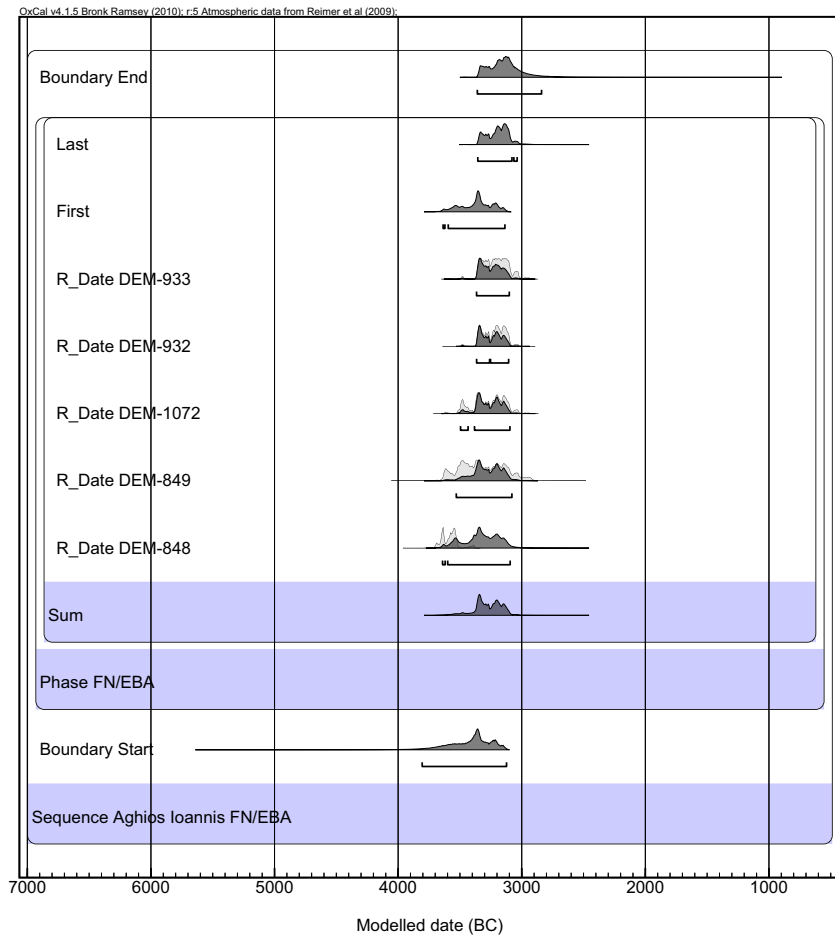 OxCal v4.1.5 Bronk Ramsey (2010); r:5 Atmospheric data from Reimer et al (2009);
Boundary End
Last
First
R_Date DEM-933
R_Date DEM-932
R_Date DEM-1072
R_Date DEM-849
R_Date DEM-848
Sum
Phase FN/EBA
Boundary Start
Sequence Aghios Ioannis FN/EBA
7000 6000 5000 4000 3000 2000 1000
Modelled date (BC)